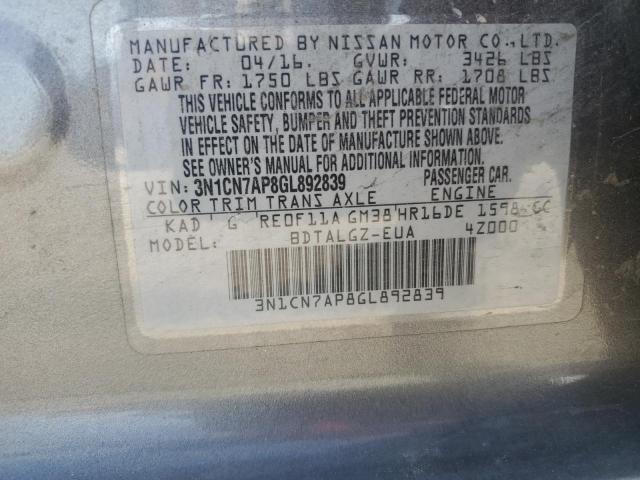 MANUFACTURED BY NISSAN MOTOR CO.,LTD.
DATE: 04/16. GVWR: 3426 LBS
GAWR FR: 1750 LBS GAWR RR: 1708 LBS
THIS VEHICLE CONFORMS TO ALL APPLICABLE FEDERAL MOTOR
VEHICLE SAFETY, BUMPER AND THEFT PREVENTION STANDARDS
IN EFFECT ON THE DATE OF MANUFACTURE SHOWN ABOVE.
SEE OWNER'S MANUAL FOR ADDITIONAL INFORMATION.
VIN: 3N1CN7AP8GL892839 PASSENGER CAR.
COLOR TRIM TRANS AXLE ENGINE
KAD G RE0F11A GM38 HR16DE 1598 CC
MODEL: BDTALGZ-EUA 4Z000
3N1CN7AP8GL892839